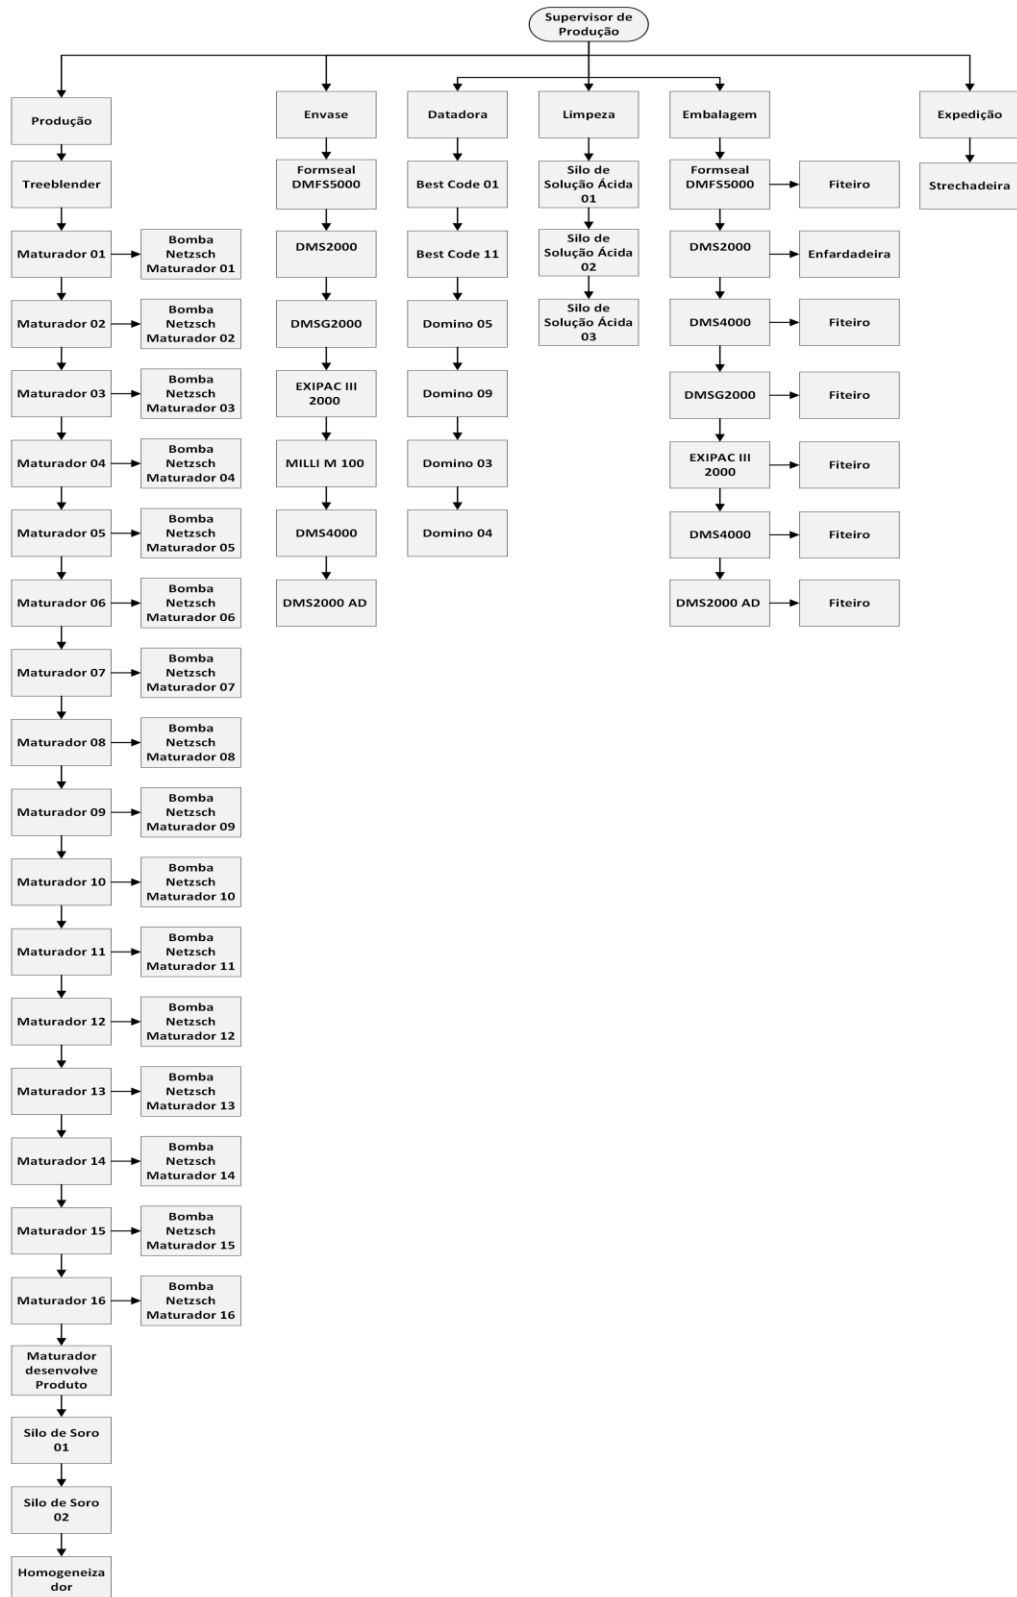 Supervisor de
Produção
Produção
Envase
Datadora
Limpeza
Embalagem
Expedição
Treeblender
Formseal
DMFS5000
Best Code 01
Silo de
Solução Ácida
01
Formseal
DMFS5000
Fiteiro
Strechadeira
Maturador 01
Bomba
Netzsch
Maturador 01
DMS2000
Best Code 11
Silo de
Solução Ácida
02
DMS2000
Enfardadeira
Maturador 02
Bomba
Netzsch
Maturador 02
DMSG2000
Domino 05
Silo de
Solução Ácida
03
DMS4000
Fiteiro
Maturador 03
Bomba
Netzsch
Maturador 03
EXIPAC III
2000
Domino 09
DMSG2000
Fiteiro
Maturador 04
Bomba
Netzsch
Maturador 04
MILLI M 100
Domino 03
EXIPAC III
2000
Fiteiro
Maturador 05
Bomba
Netzsch
Maturador 05
DMS4000
Domino 04
DMS4000
Fiteiro
Maturador 06
Bomba
Netzsch
Maturador 06
DMS2000 AD
DMS2000 AD
Fiteiro
Maturador 07
Bomba
Netzsch
Maturador 07
Maturador 08
Bomba
Netzsch
Maturador 08
Maturador 09
Bomba
Netzsch
Maturador 09
Maturador 10
Bomba
Netzsch
Maturador 10
Maturador 11
Bomba
Netzsch
Maturador 11
Maturador 12
Bomba
Netzsch
Maturador 12
Maturador 13
Bomba
Netzsch
Maturador 13
Maturador 14
Bomba
Netzsch
Maturador 14
Maturador 15
Bomba
Netzsch
Maturador 15
Maturador 16
Bomba
Netzsch
Maturador 16
Maturador
desenvolve
Produto
Silo de Soro
01
Silo de Soro
02
Homogeneiza
dor